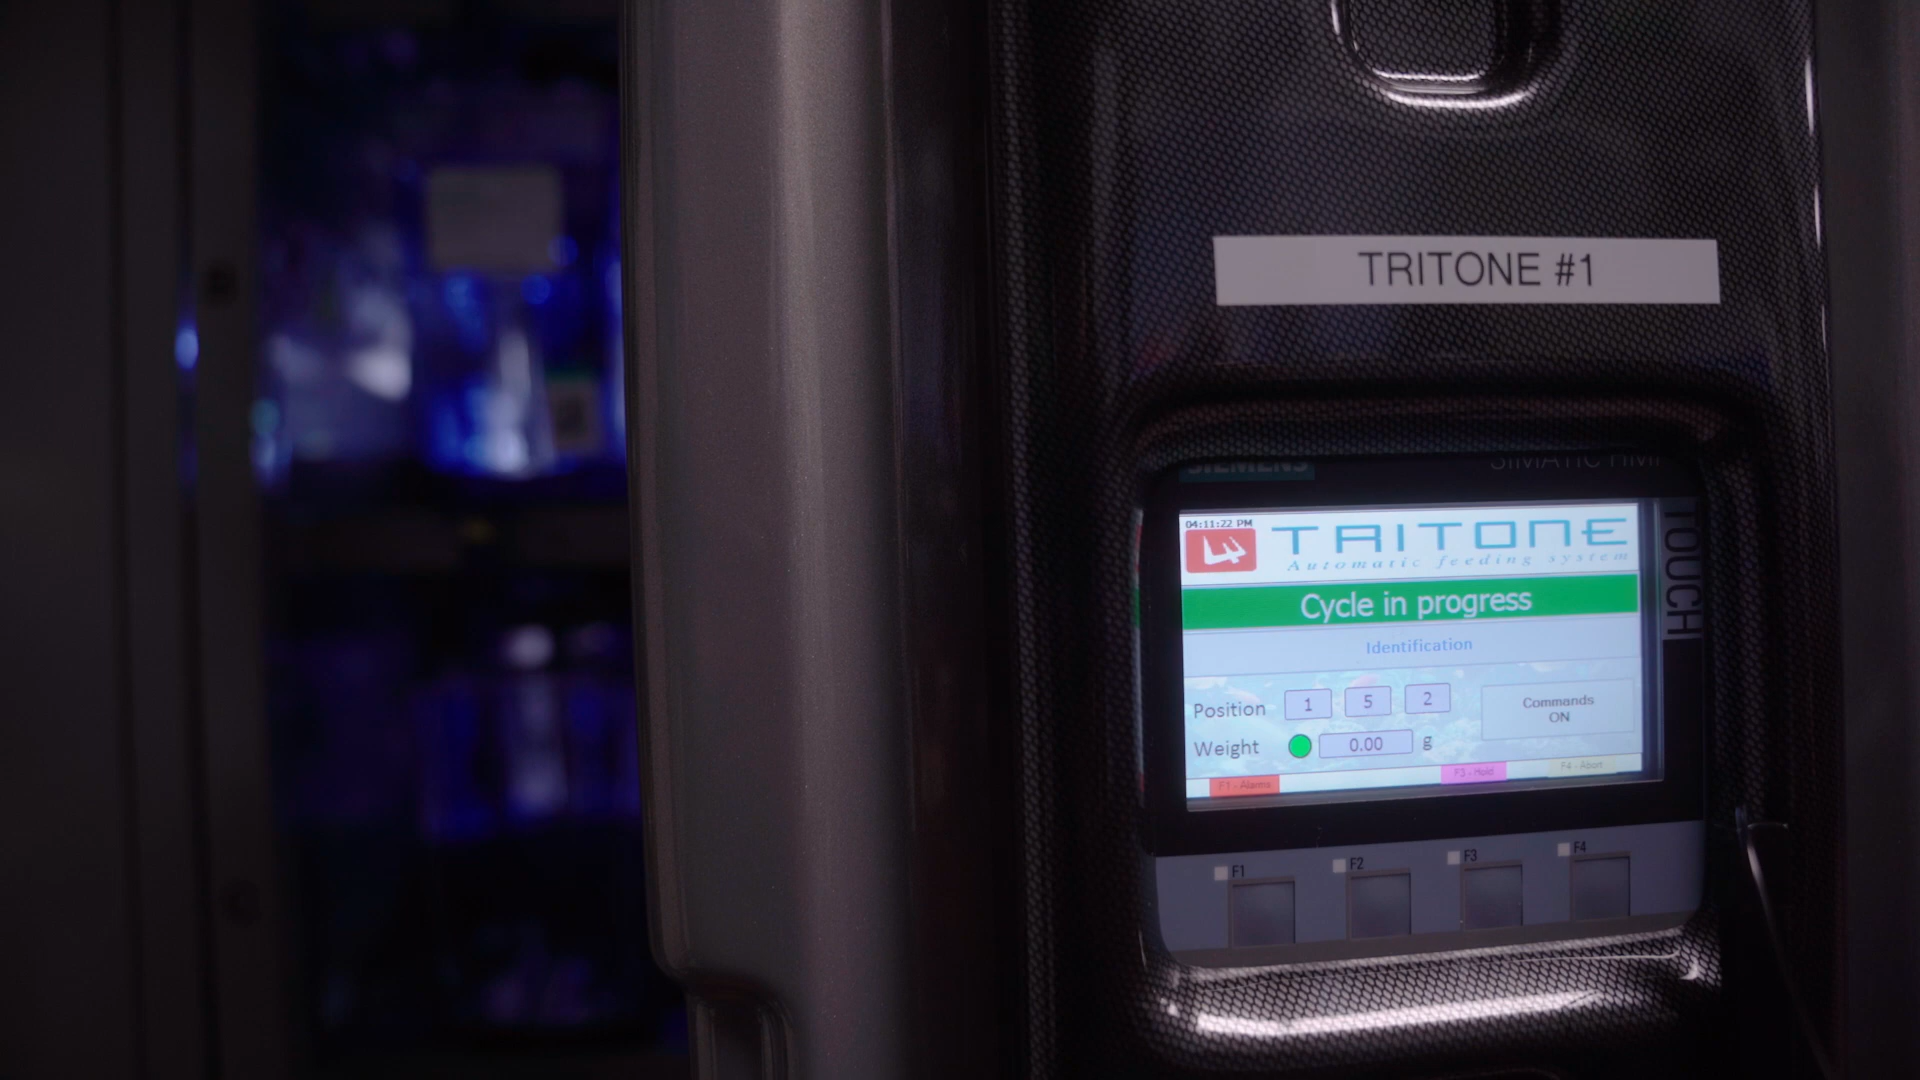 TRITONE #1
SIEMENS
SIMATIC HMI
TOUCH
04:11:22 PM
TRITONE
Automatic feeding system
Cycle in progress
Identification
Position 1 5 2
Commands
ON
Weight 0.00 g
F1 - Alarms F3 - Hold F4 - Abort
F1 F2 F3 F4